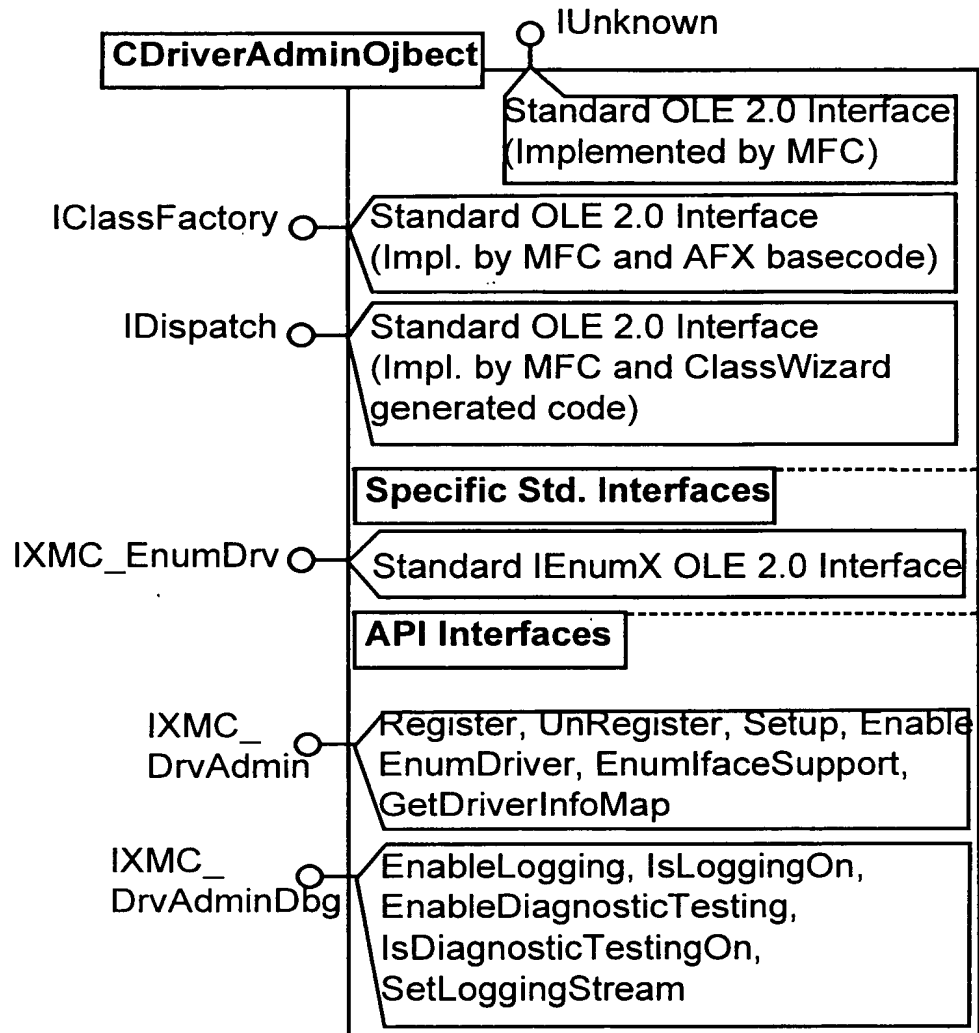 IUnknown
CDriverAdminOjbect
Standard OLE 2.0 Interface
(Implemented by MFC)
IClassFactory
Standard OLE 2.0 Interface
(Impl. by MFC and AFX basecode)
IDispatch
Standard OLE 2.0 Interface
(Impl. by MFC and ClassWizard
generated code)
Specific Std. Interfaces
IXMC_EnumDrv
Standard IEnumX OLE 2.0 Interface
API Interfaces
IXMC_
DrvAdmin
Register, UnRegister, Setup, Enable
EnumDriver, EnumIfaceSupport,
GetDriverInfoMap
IXMC_
DrvAdminDbg
EnableLogging, IsLoggingOn,
EnableDiagnosticTesting,
IsDiagnosticTestingOn,
SetLoggingStream